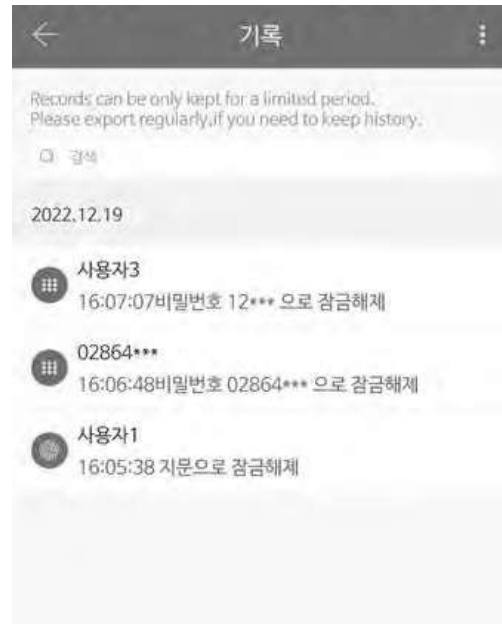 기록
Records can be only kept for a limited period.
Please export regularly,if you need to keep history.
검색
2022.12.19
사용자3
16:07:07비밀번호 12*** 으로 잠금해제
02864***
16:06:48비밀번호 02864*** 으로 잠금해제
사용자1
16:05:38 지문으로 잠금해제